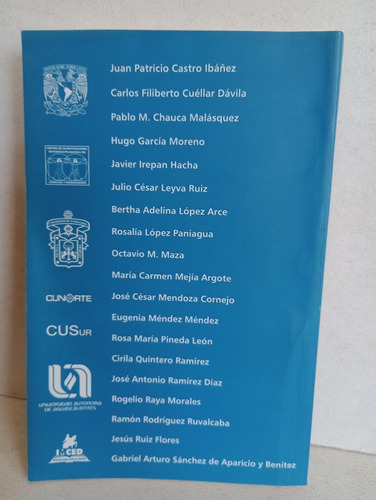 Juan Patricio Castro Ibáñez
Carlos Filiberto Cuéllar Dávila
Pablo M. Chauca Malásquez
Hugo García Moreno
Javier Irepan Hacha
Julio César Leyva Ruiz
Bertha Adelina López Arce
Rosalía López Paniagua
Octavio M. Maza
María Carmen Mejía Argote
José César Mendoza Cornejo
Eugenia Méndez Méndez
Rosa María Pineda León
Cirila Quintero Ramírez
José Antonio Ramírez Díaz
Rogelio Raya Morales
Ramón Rodríguez Ruvalcaba
Jesús Ruiz Flores
Gabriel Arturo Sánchez de Aparicio y Benítez
CUNORTE
CUSUR
UNIVERSIDAD AUTONOMA
DE AGUASCALIENTES